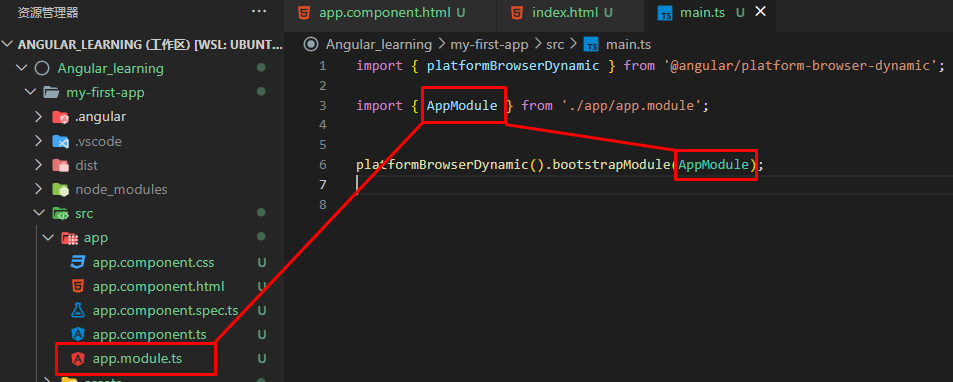 资源管理器 ···
ANGULAR_LEARNING (工作区) [WSL: UBUNT...
Angular_learning
my-first-app
.angular
.vscode
dist
node_modules
src
app
app.component.css U
app.component.html U
app.component.spec.ts U
app.component.ts U
app.module.ts U
app.component.html U
index.html U
main.ts U
Angular_learning > my-first-app > src > main.ts
1 import { platformBrowserDynamic } from '@angular/platform-browser-dynamic';
2
3 import { AppModule } from './app/app.module';
4
5
6 platformBrowserDynamic().bootstrapModule(AppModule);
7
8